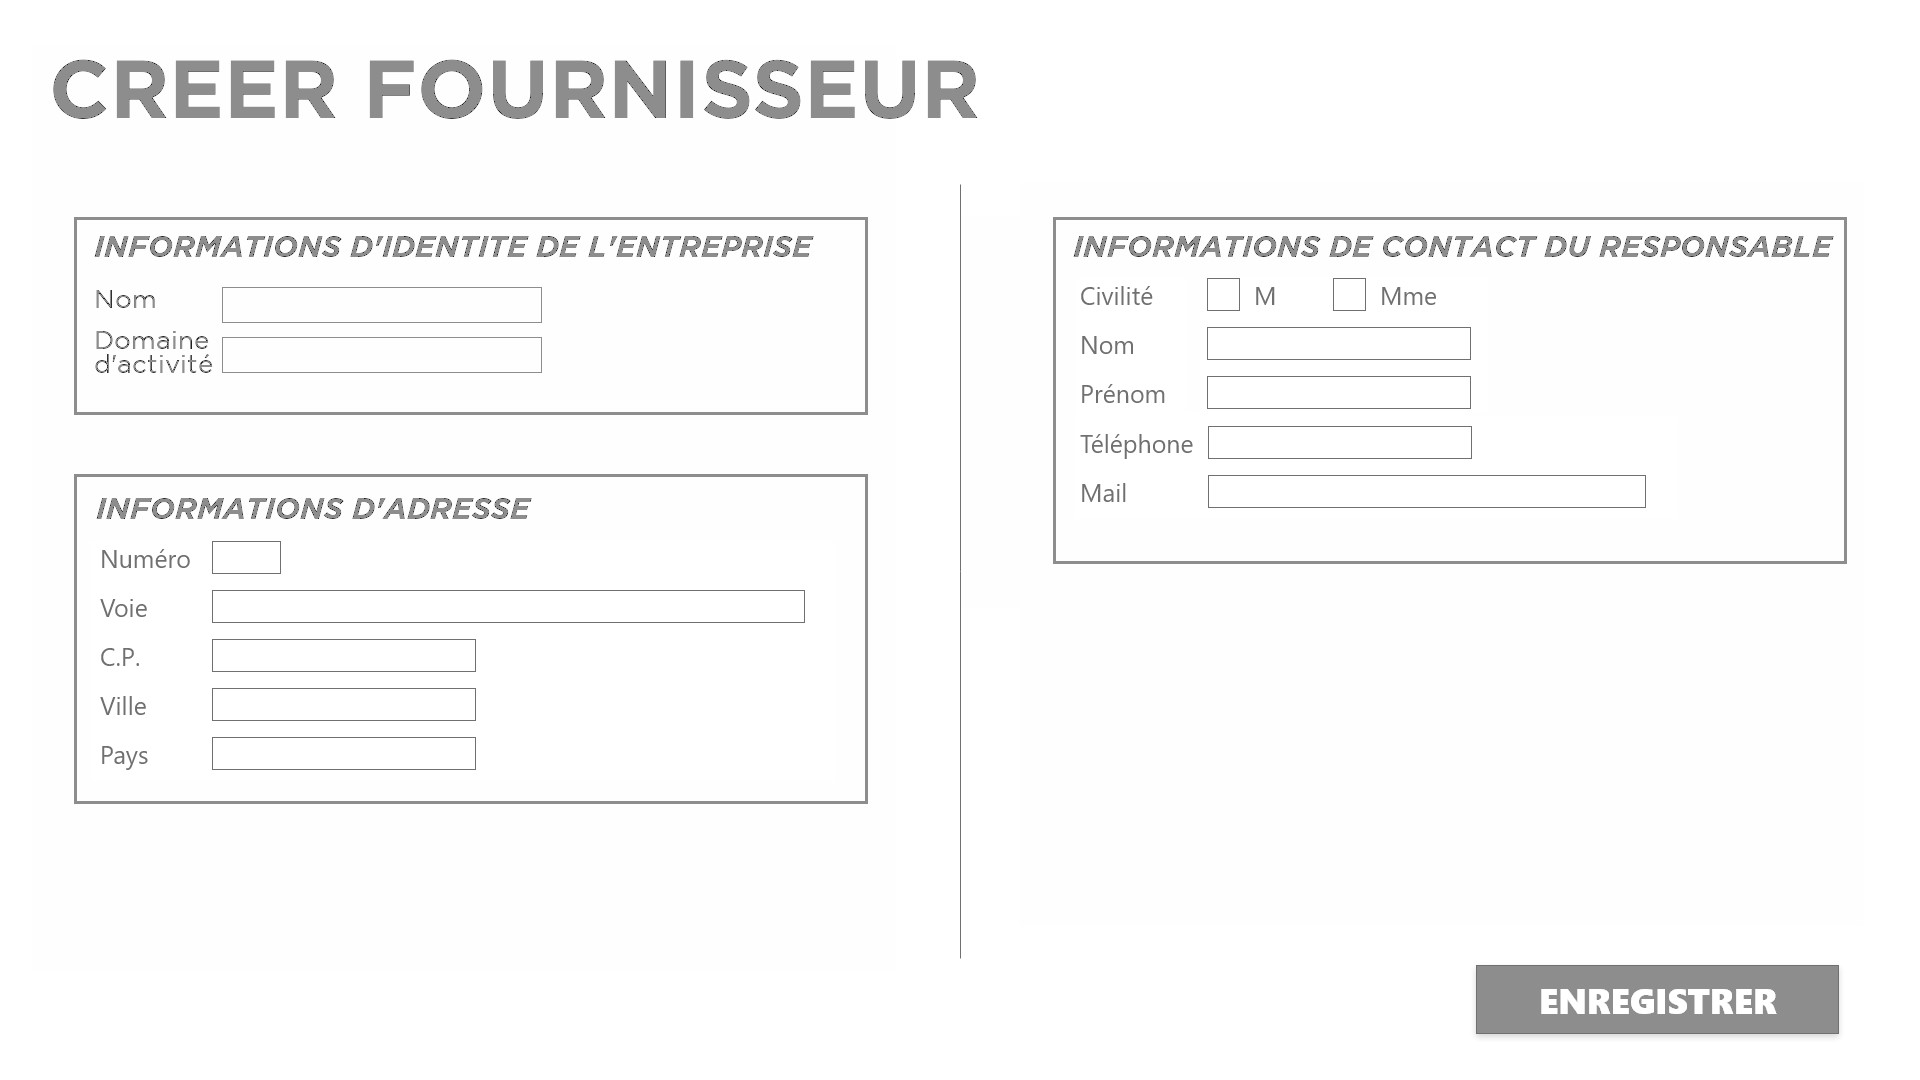 CREER FOURNISSEUR
INFORMATIONS D'IDENTITE DE L'ENTREPRISE
Nom
Domaine
d'activité
INFORMATIONS D'ADRESSE
Numéro
Voie
C.P.
Ville
Pays
INFORMATIONS DE CONTACT DU RESPONSABLE
Civilité M Mme
Nom
Prénom
Téléphone
Mail
ENREGISTRER